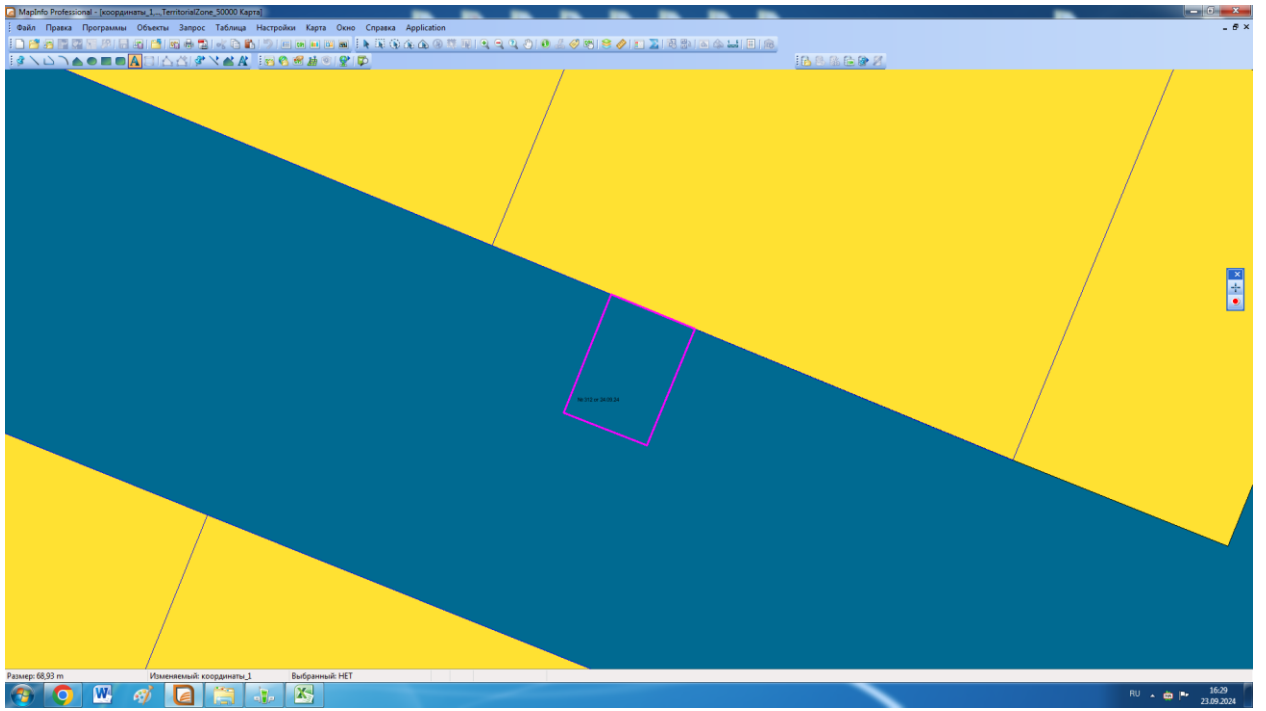 MapInfo Professional - [координаты_1,...,TerritorialZone_50000 Карта]
Файл Правка Программы Объекты Запрос Таблица Настройки Карта Окно Справка Application
Размер: 68,93 m Изменяемый: координаты_1 Выбранный: НЕТ
RU 16:29
23.09.2024